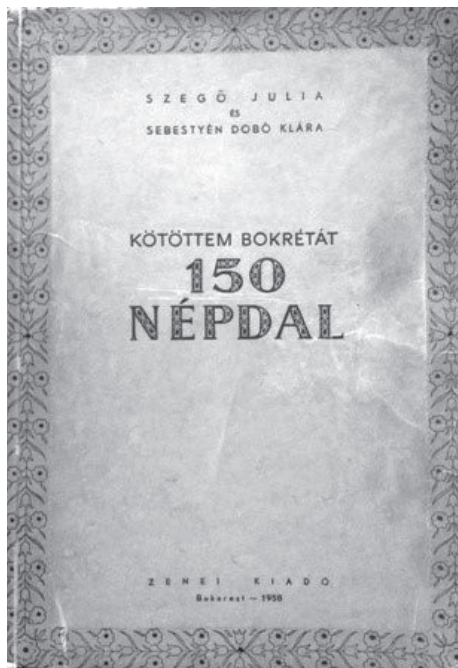 SZEGŐ JULIA
ÉS
SEBESTYÉN DOBÓ KLÁRA
KÖTÖTTEM BOKRÉTÁT
150
NÉPDAL
ZENEI KIADÓ
Bukarest — 1958